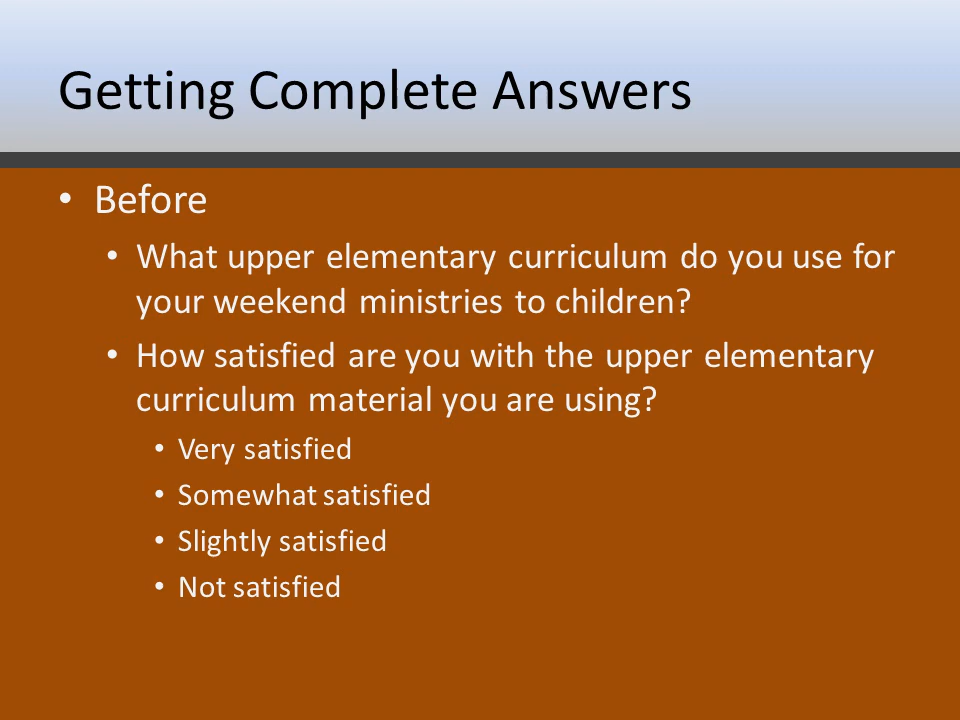 Getting Complete Answers
• Before
• What upper elementary curriculum do you use for
your weekend ministries to children?
• How satisfied are you with the upper elementary
curriculum material you are using?
• Very satisfied
• Somewhat satisfied
• Slightly satisfied
• Not satisfied